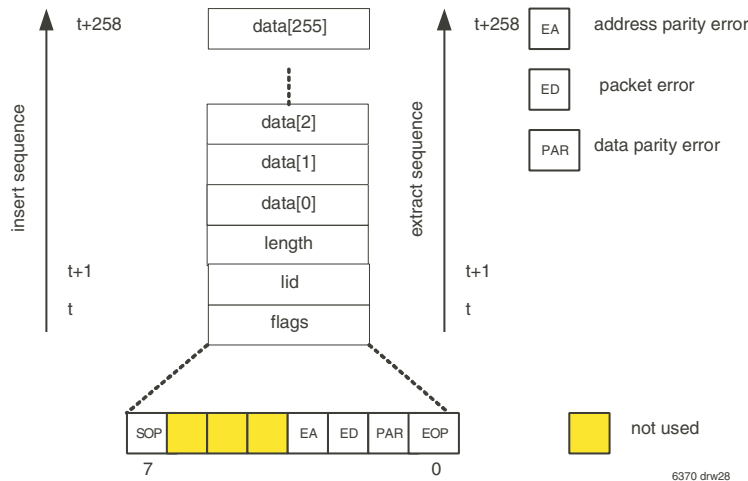 t+258
data[255]
t+258
EA
address parity error
ED
packet error
PAR
data parity error
insert sequence
extract sequence
data[2]
data[1]
data[0]
length
t+1
lid
t+1
t
flags
t
SOP
EA
ED
PAR
EOP
not used
7
0
6370 drw28